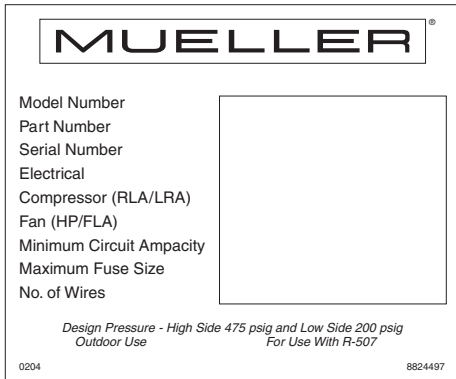 MUELLER®
Model Number
Part Number
Serial Number
Electrical
Compressor (RLA/LRA)
Fan (HP/FLA)
Minimum Circuit Ampacity
Maximum Fuse Size
No. of Wires
Design Pressure - High Side 475 psig and Low Side 200 psig
Outdoor Use For Use With R-507
0204 8824497